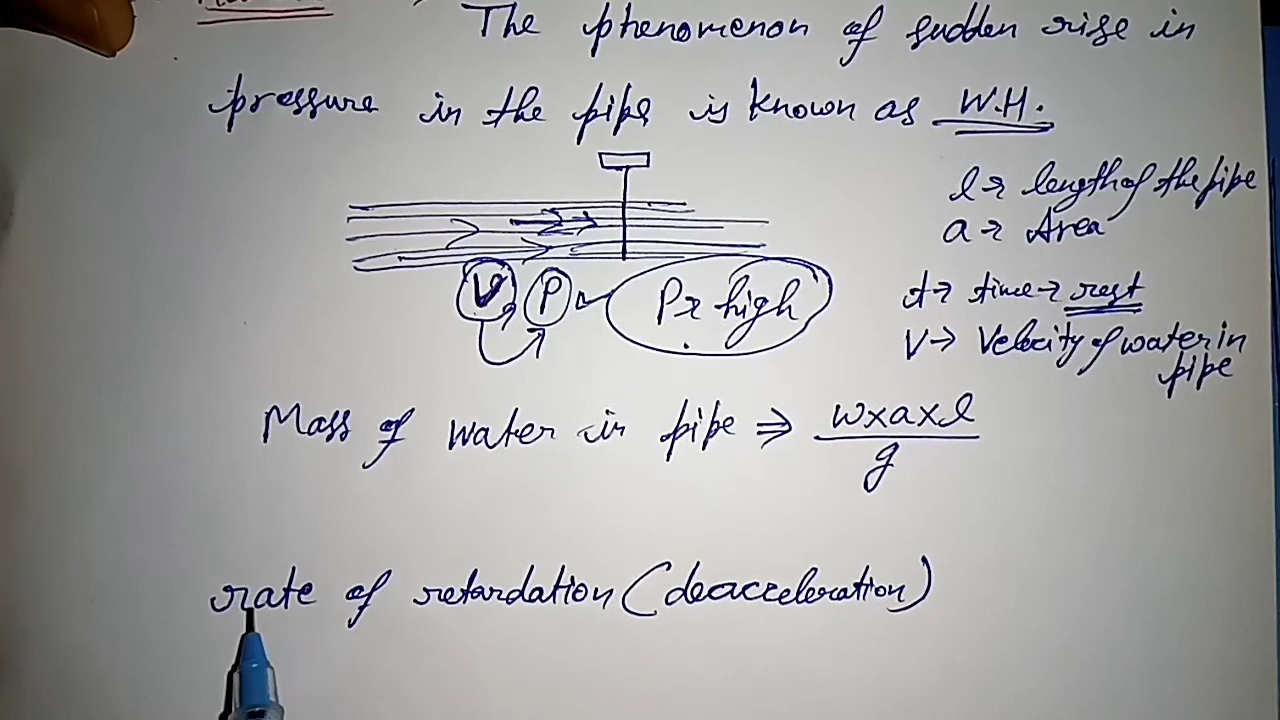 The phenomenon of sudden rise in
pressure in the pipe is known as W.H.
l → length of the pipe
a → Area
t → time → rest
V → Velocity of water in
pipe
V P P → high
Mass of water in pipe ⇒ w×a×l
g
rate of retardation (deacceleration)